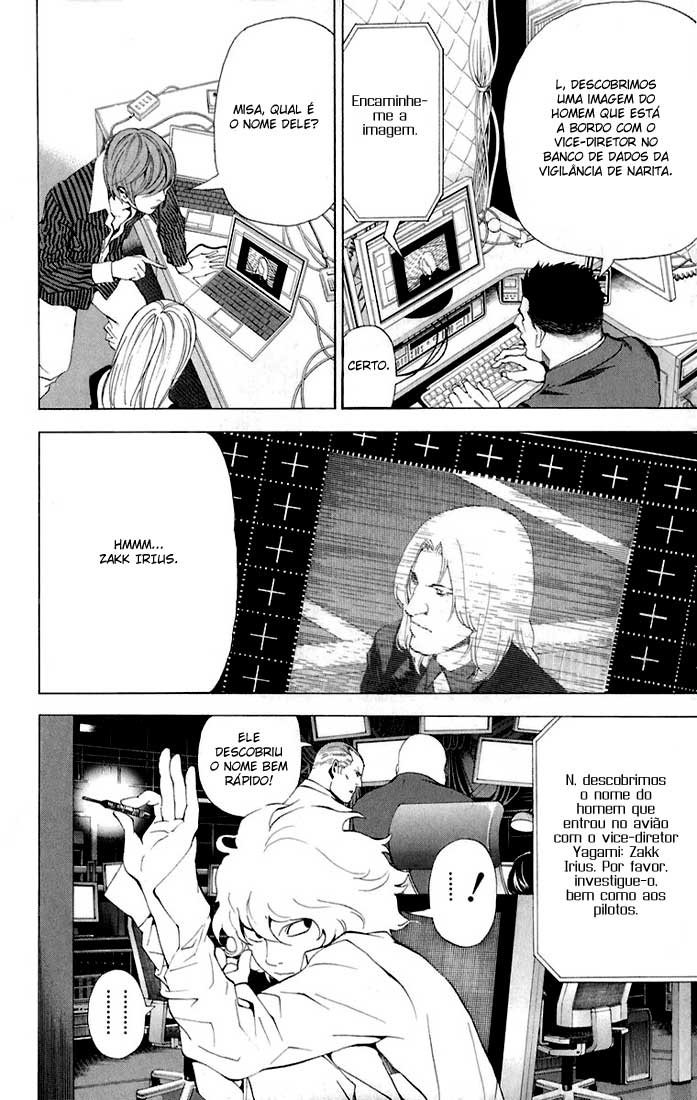 L, DESCOBRIMOS
UMA IMAGEM DO
HOMEM QUE ESTÁ
A BORDO COM O
VICE-DIRETOR NO
BANCO DE DADOS DA
VIGILÂNCIA DE NARITA.
Encaminhe-
me a
imagem.
CERTO.
MISA, QUAL É
O NOME DELE?
HMMM...
ZAKK IRIUS.
N, descobrimos
o nome do
homem que
entrou no avião
com o vice-diretor
Yagami: Zakk
Irius. Por favor,
investigue-o,
bem como aos
pilotos.
......!
ELE
DESCOBRIU
O NOME BEM
RÁPIDO!
......